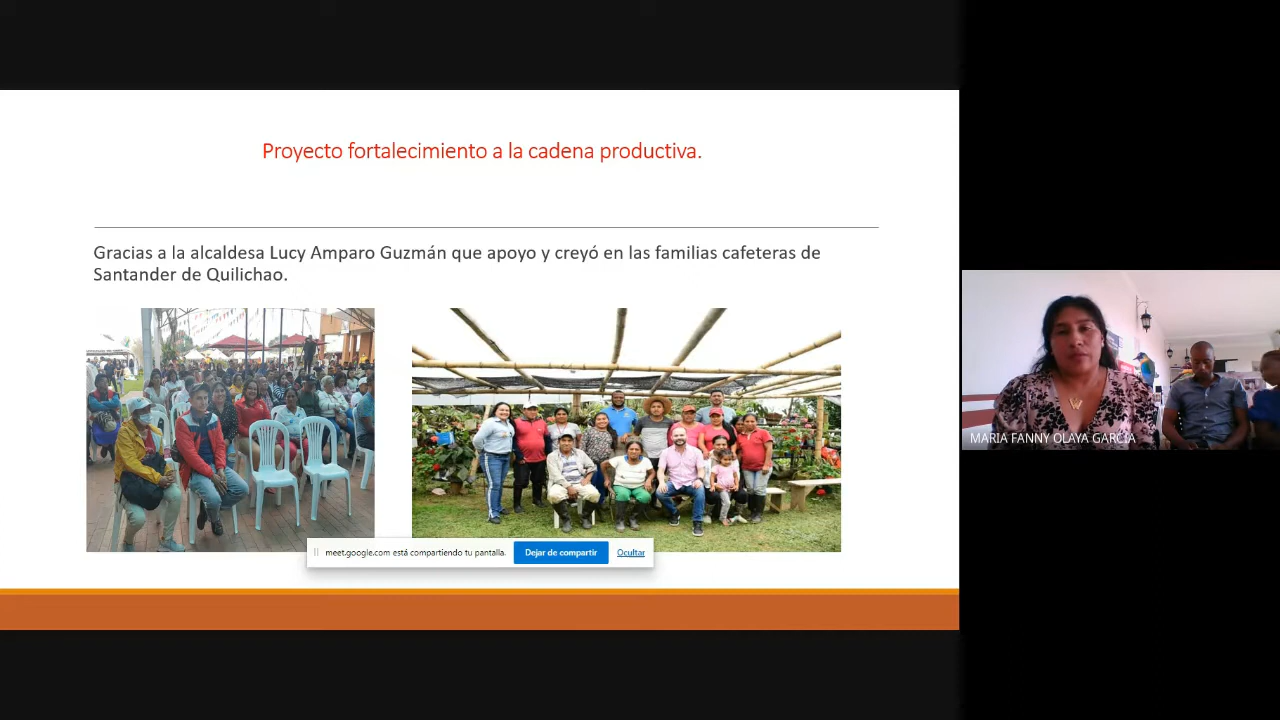 Proyecto fortalecimiento a la cadena productiva.
Gracias a la alcaldesa Lucy Amparo Guzmán que apoyo y creyó en las familias cafeteras de
Santander de Quilichao.
meet.google.com está compartiendo tu pantalla.
Dejar de compartir
Ocultar
MARIA FANNY OLAYA GARCIA